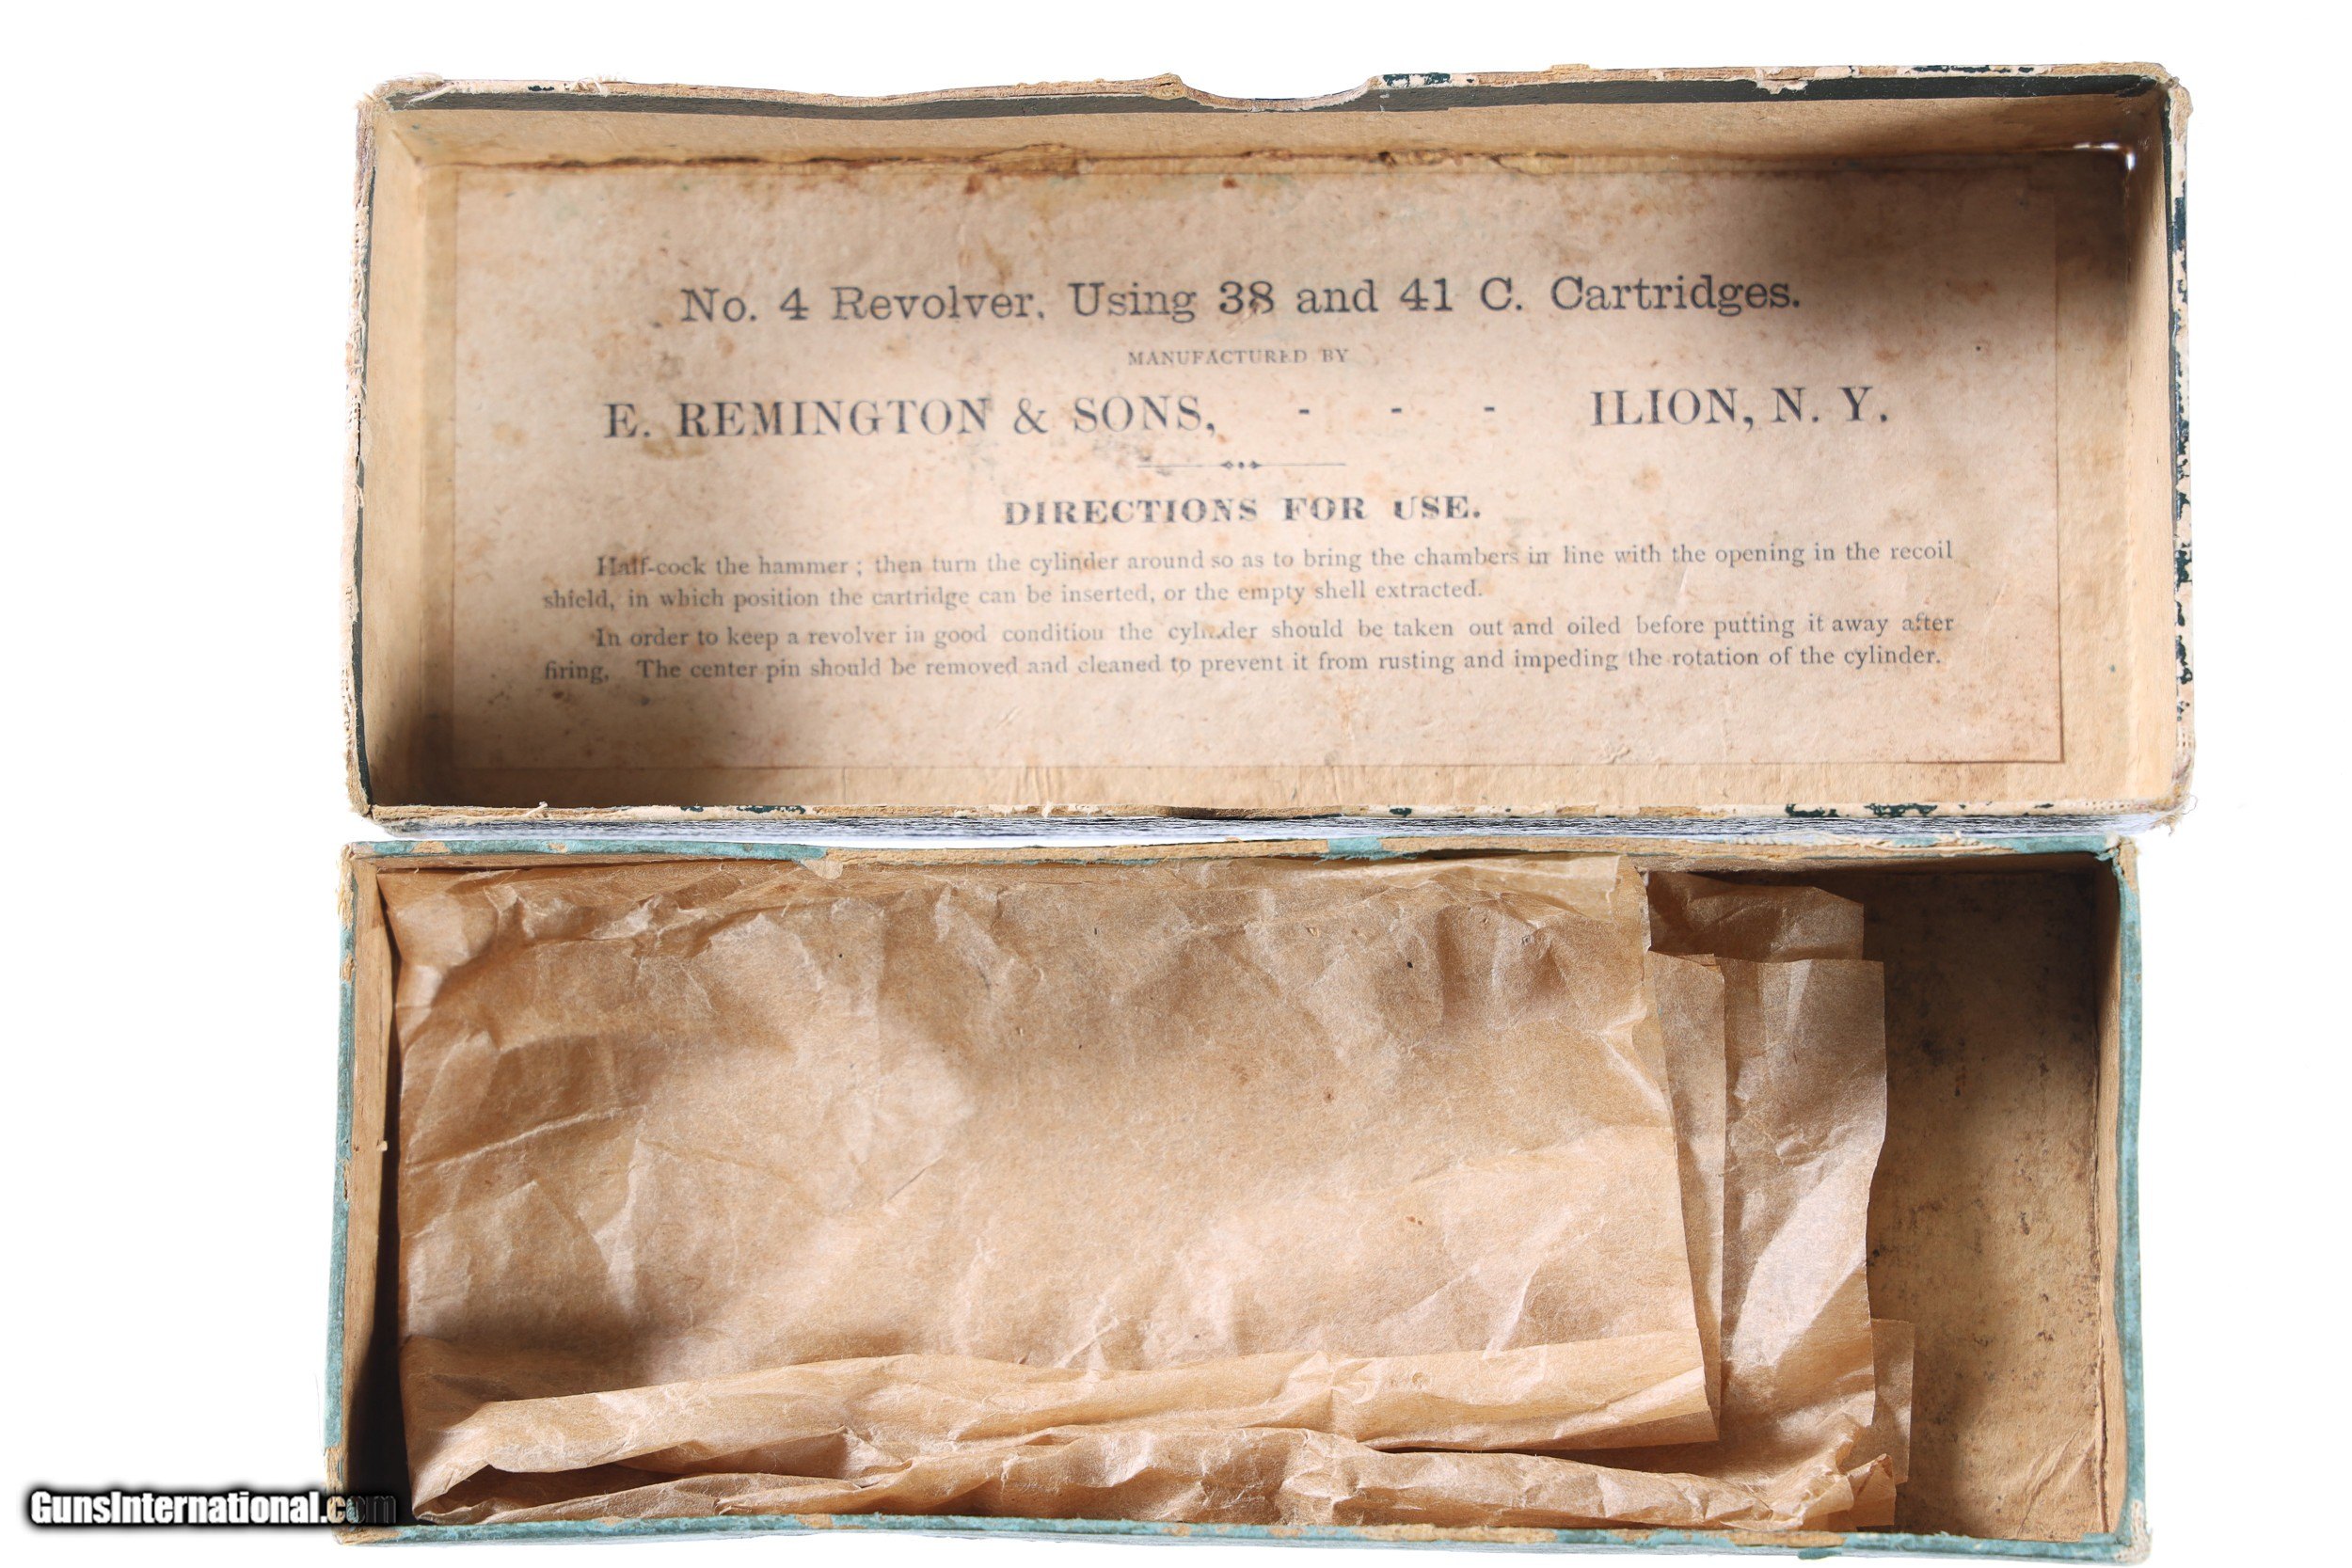 No. 4 Revolver, Using 38 and 41 C. Cartridges.
MANUFACTURED BY
E. REMINGTON & SONS, - - - ILION, N. Y.
DIRECTIONS FOR USE.
Half-cock the hammer; then turn the cylinder around so as to bring the chambers in line with the opening in the recoil
shield, in which position the cartridge can be inserted, or the empty shell extracted.
In order to keep a revolver in good condition the cylinder should be taken out and oiled before putting it away after
firing, The center pin should be removed and cleaned to prevent it from rusting and impeding the rotation of the cylinder.
GunsInternational.com